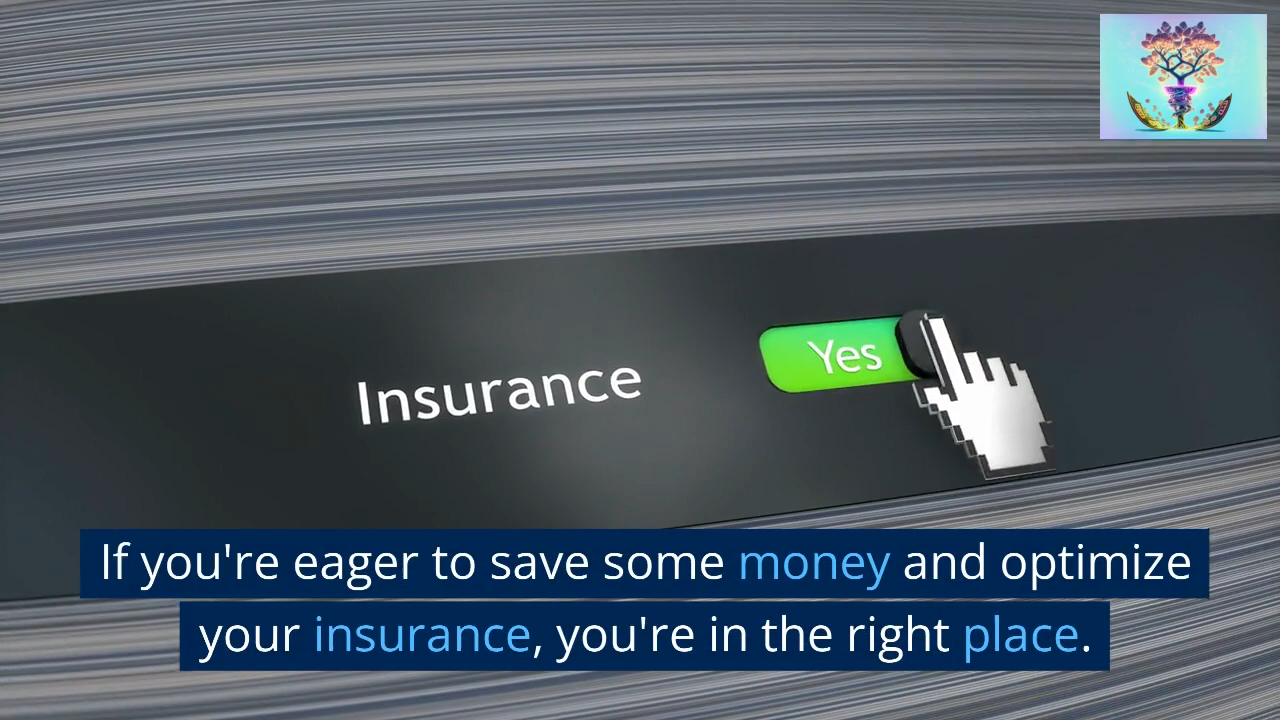 Insurance
Yes
If you're eager to save some money and optimize
your insurance, you're in the right place.